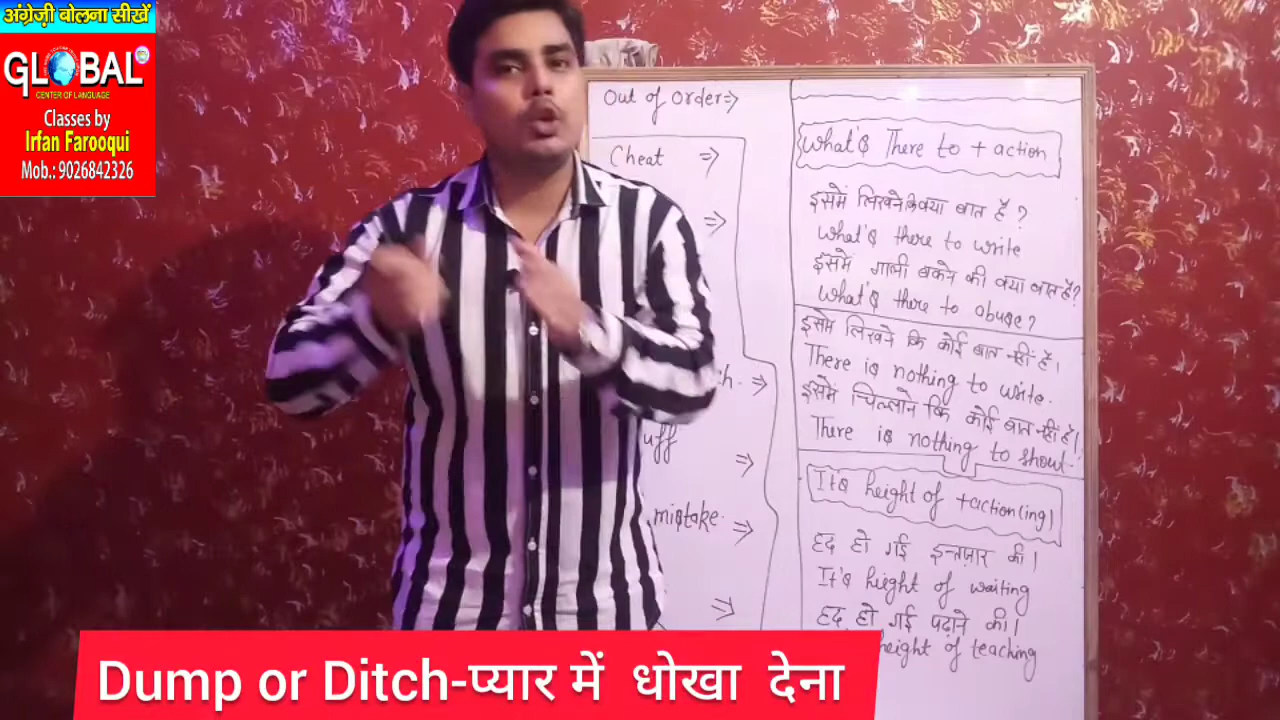 अंग्रेज़ी बोलना सीखें
GLOBAL
CENTER OF LANGUAGE
Classes by
Irfan Farooqui
Mob.: 9026842326
Out of order⇒
Cheat ⇒
⇒
ch. ⇒
uff
⇒
mistake. ⇒
⇒
What's There to + action
इसमें लिखने कि क्या बात है ?
What's there to write
इसमें गाली बकने की क्या बात है?
What's there to abuse?
इसमें लिखने कि कोई बात नहीं है।
There is nothing to write.
इसमें चिल्लाने कि कोई बात नहीं है।
There is nothing to shout.
It's height of +action(ing)
हद हो गई इन्तज़ार की।
It's height of waiting
हद हो गई पढ़ाने की।
height of teaching
Dump or Ditch-प्यार में धोखा देना